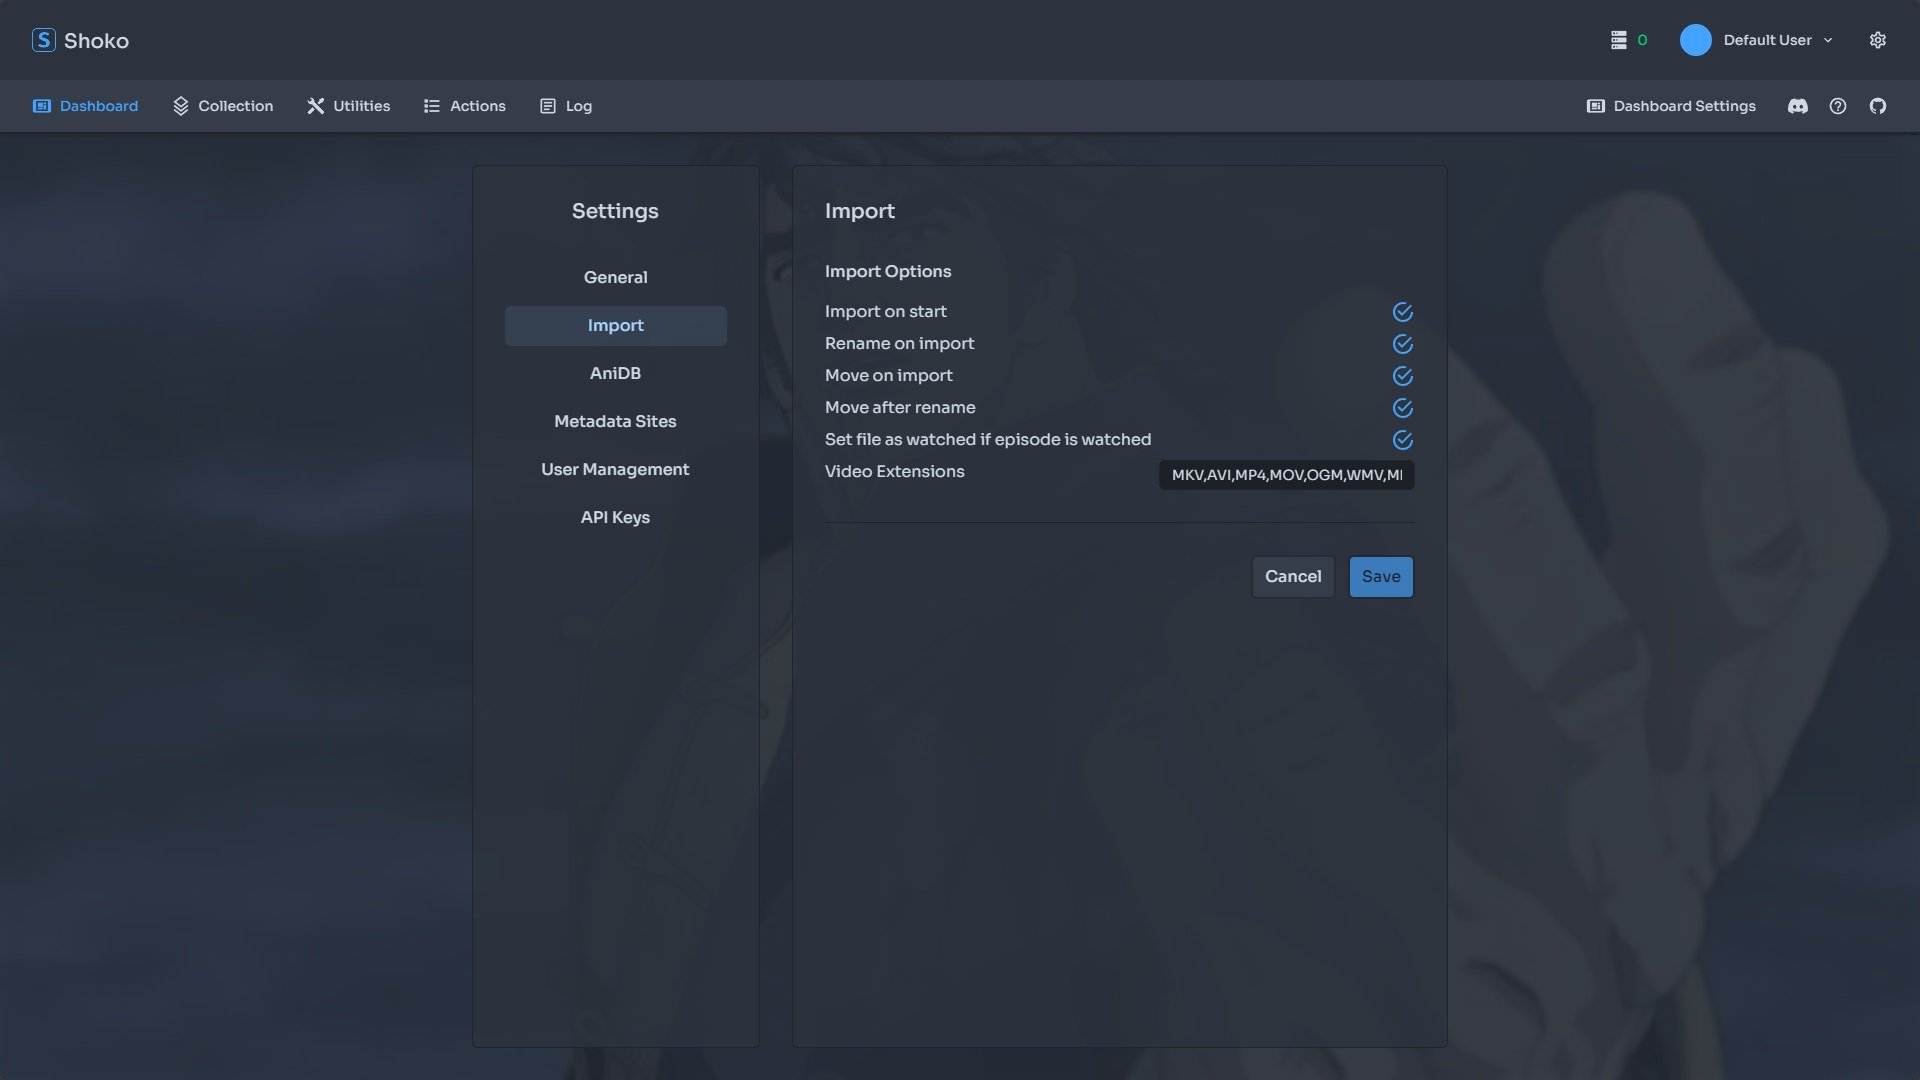 S Shoko
0
Default User
Dashboard
Collection
Utilities
Actions
Log
Dashboard Settings
Settings
General
Import
AniDB
Metadata Sites
User Management
API Keys
Import
Import Options
Import on start
Rename on import
Move on import
Move after rename
Set file as watched if episode is watched
Video Extensions
MKV,AVI,MP4,MOV,OGM,WMV,
Cancel
Save